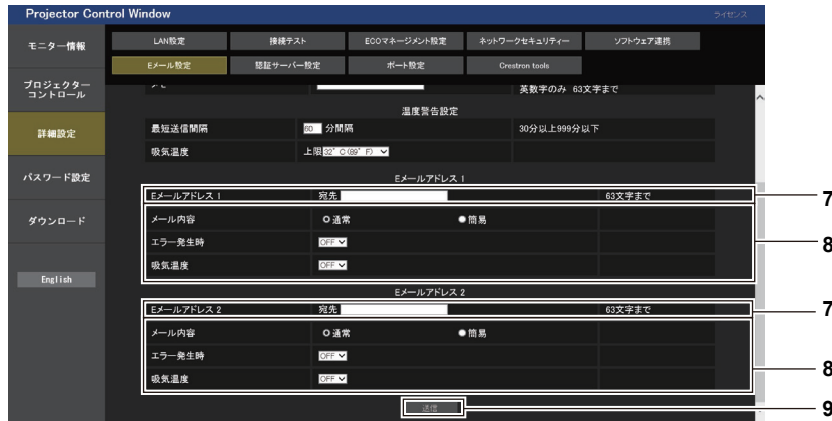 Projector Control Window ライセンス
モニター情報
プロジェクター
コントロール
詳細設定
パスワード設定
ダウンロード
English
LAN設定 接続テスト ECOマネージメント設定 ネットワークセキュリティー ソフトウェア連携
Eメール設定 認証サーバー設定 ポート設定 Crestron tools
メモ 英数字のみ 63文字まで
温度警告設定
最短送信間隔 60 分間隔 30分以上999分以下
吸気温度 上限 32°C(89°F)
Eメールアドレス 1
Eメールアドレス 1 宛先 63文字まで 7
メール内容 通常 簡易
エラー発生時 OFF 8
吸気温度 OFF
Eメールアドレス 2
Eメールアドレス 2 宛先 63文字まで 7
メール内容 通常 簡易
エラー発生時 OFF 8
吸気温度 OFF
送信 9